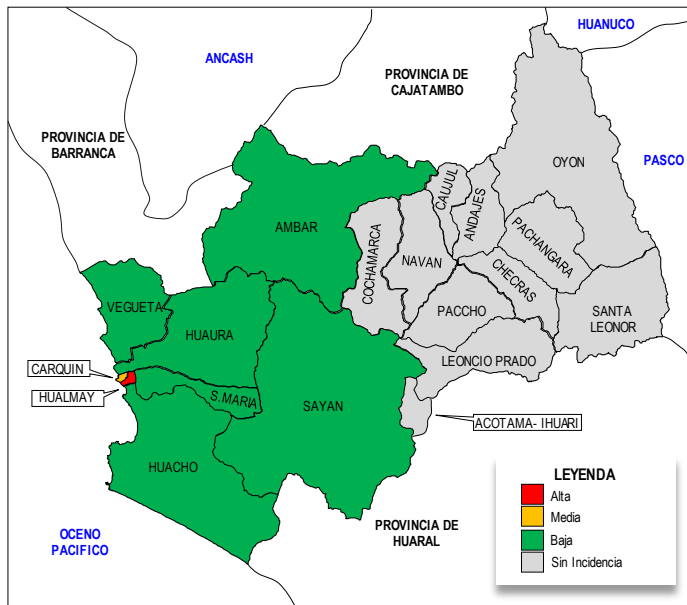 HUANUCO
ANCASH
PROVINCIA DE
CAJATAMBO
PROVINCIA DE
BARRANCA
OYON
PASCO
CAUJUL
ANDAJES
AMBAR
COCHAMARCA
NAVAN
PACHANGARA
CHECRAS
VEGUETA
HUAURA
PACCHO
SANTA
LEONOR
LEONCIO PRADO
CARQUIN
HUALMAY
S.MARIA
SAYAN
ACOTAMA- IHUARI
HUACHO
OCENO
PACIFICO
PROVINCIA DE
HUARAL
LEYENDA
Alta
Media
Baja
Sin Incidencia